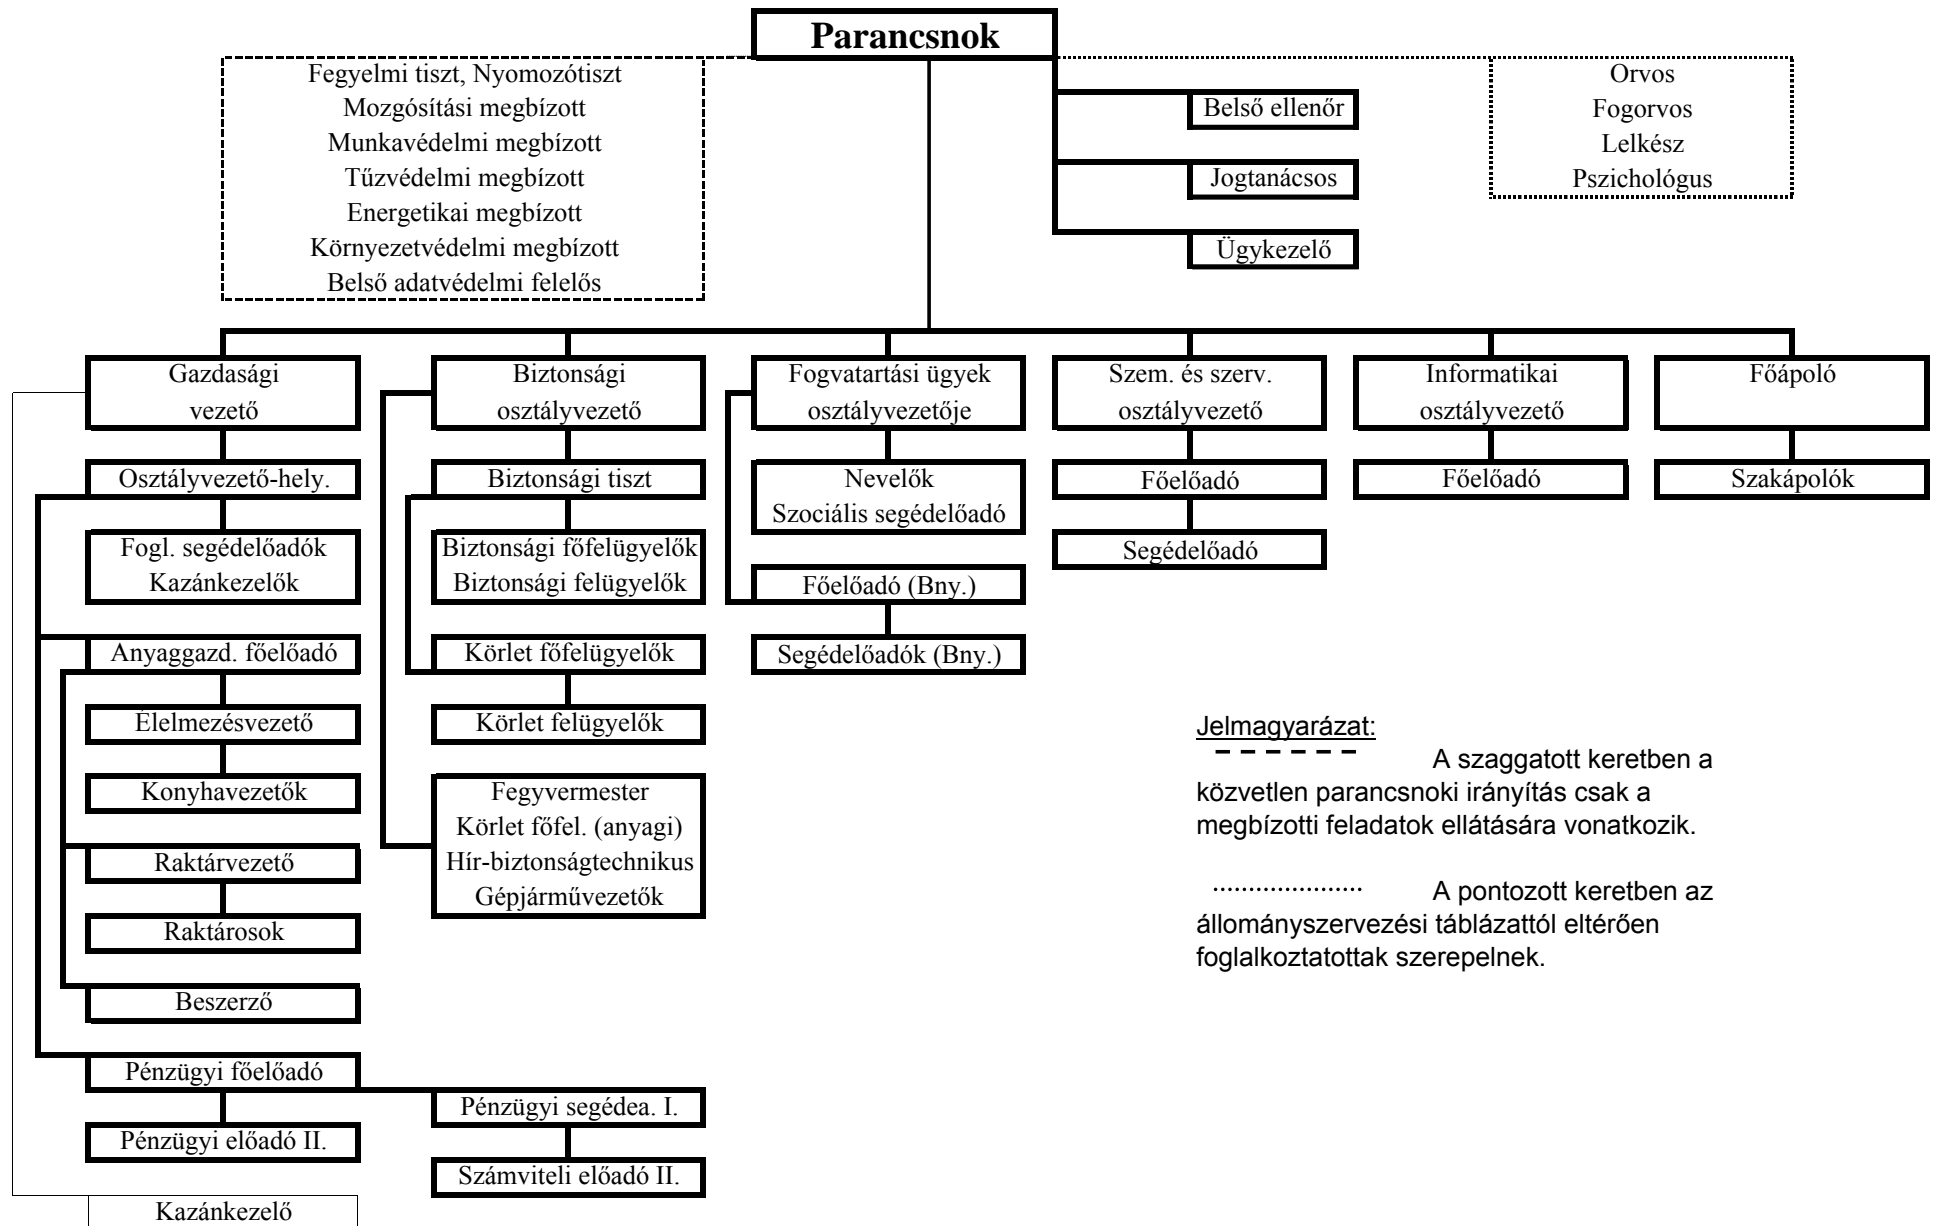 Parancsnok
Fegyelmi tiszt, Nyomozótiszt
Mozgósítási megbízott
Munkavédelmi megbízott
Tűzvédelmi megbízott
Energetikai megbízott
Környezetvédelmi megbízott
Belső adatvédelmi felelős
Belső ellenőr
Jogtanácsos
Ügykezelő
Orvos
Fogorvos
Lelkész
Pszichológus
Gazdasági
vezető
Osztályvezető-hely.
Fogl. segédelőadók
Kazánkezelők
Anyaggazd. főelőadó
Élelmezésvezető
Konyhavezetők
Raktárvezető
Raktárosok
Beszerző
Pénzügyi főelőadó
Pénzügyi előadó II.
Pénzügyi segédea. I.
Számviteli előadó II.
Kazánkezelő
Biztonsági
osztályvezető
Biztonsági tiszt
Biztonsági főfelügyelők
Biztonsági felügyelők
Körlet főfelügyelők
Körlet felügyelők
Fegyvermester
Körlet főfel. (anyagi)
Hír-biztonságtechnikus
Gépjárművezetők
Fogvatartási ügyek
osztályvezetője
Nevelők
Szociális segédelőadó
Főelőadó (Bny.)
Segédelőadók (Bny.)
Szem. és szerv.
osztályvezető
Főelőadó
Segédelőadó
Informatikai
osztályvezető
Főelőadó
Főápoló
Szakápolók
Jelmagyarázat:
A szaggatott keretben a
közvetlen parancsnoki irányítás csak a
megbízotti feladatok ellátására vonatkozik.
A pontozott keretben az
állományszervezési táblázattól eltérően
foglalkoztatottak szerepelnek.